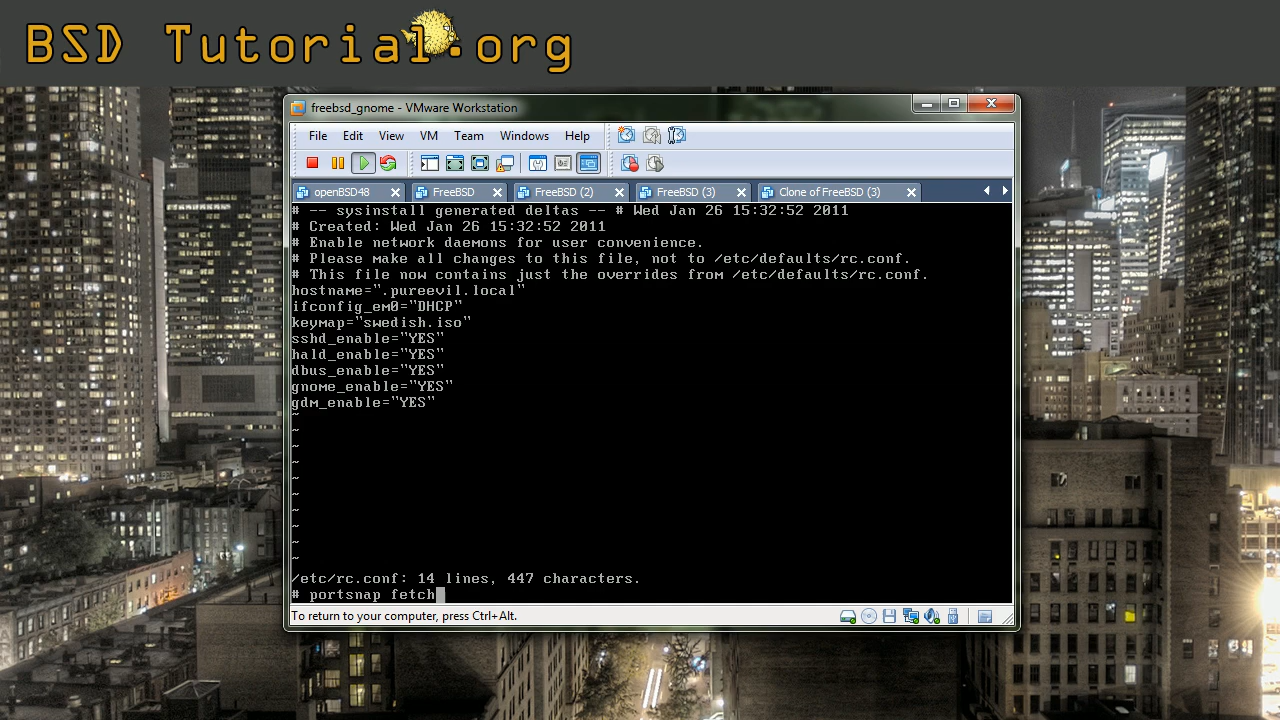 BSD Tutorial.org
freebsd_gnome - VMware Workstation
File Edit View VM Team Windows Help
openBSD48 FreeBSD FreeBSD (2) FreeBSD (3) Clone of FreeBSD (3)
# -- sysinstall generated deltas -- # Wed Jan 26 15:32:52 2011
# Created: Wed Jan 26 15:32:52 2011
# Enable network daemons for user convenience.
# Please make all changes to this file, not to /etc/defaults/rc.conf.
# This file now contains just the overrides from /etc/defaults/rc.conf.
hostname=".pureevil.local"
ifconfig_em0="DHCP"
keymap="swedish.iso"
sshd_enable="YES"
hald_enable="YES"
dbus_enable="YES"
gnome_enable="YES"
gdm_enable="YES"
~
~
~
~
~
~
~
~
~
~
/etc/rc.conf: 14 lines, 447 characters.
# portsnap fetch
To return to your computer, press Ctrl+Alt.